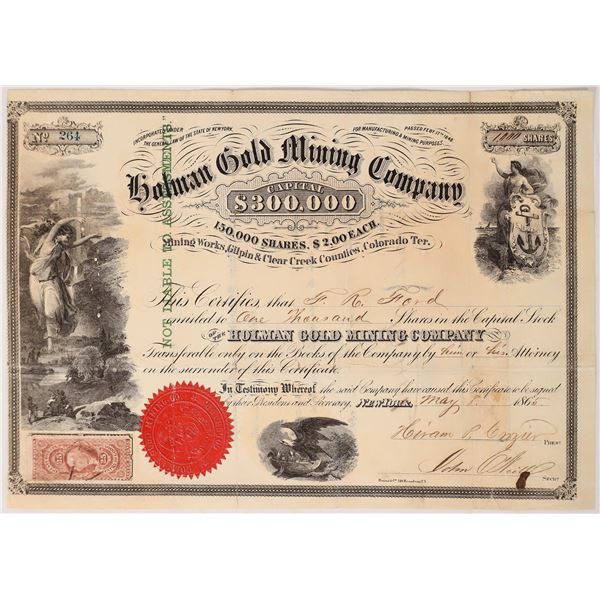 No 264
1000 SHARES
INCORPORATED UNDER
THE GENERAL LAW OF THE STATE OF NEW YORK.
PASSED FEBY 17TH 1848
FOR MANUFACTURING & MINING PURPOSES.
Holman Gold Mining Company
CAPITAL
$300,000
150,000 SHARES, $2,00 EACH.
Mining Works, Gilpin & Clear Creek Counties, Colorado Ter.
NOT LIABLE TO ASSESSMENTS."
This Certifies, that F. R. Ford
is entitled to One Thousand Shares in the Capital Stock
OF THE HOLMAN GOLD MINING COMPANY
Transferable only on the Books of the Company by him or his Attorney
on the surrender of this Certificate.
In Testimony Whereof the said Company have caused this Certificate to be signed
by their President and Secretary. NEW YORK, May 1865
Hiram Presdt
John Secry